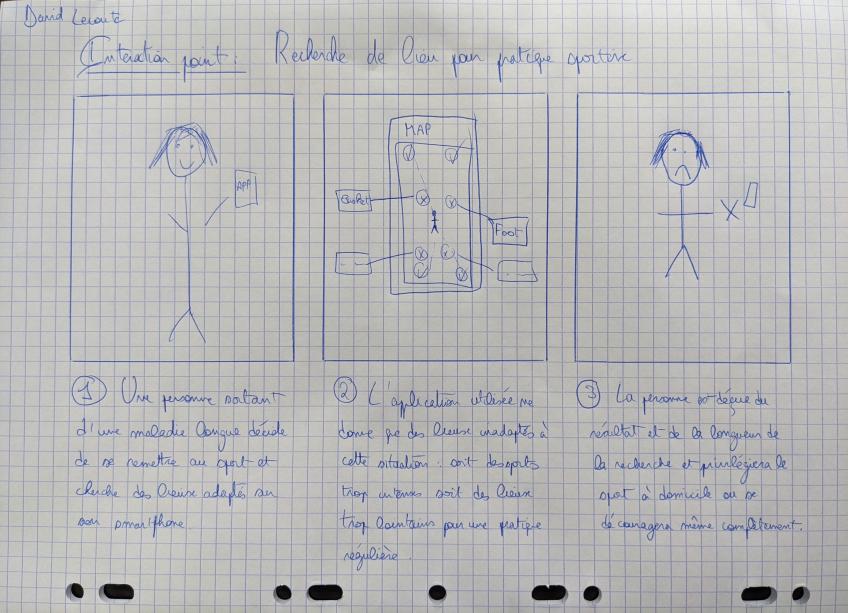 David
Interaction point : Recherche de lieu pour pratique sportive
APP
MAP
Basket
Foot
1 Une personne sortant
d'une maladie longue décide
de se remettre au sport et
cherche des lieux adaptés sur
son smartphone
2 L'application utilisée ne
donne que des lieux inadaptés à
cette situation : soit des sports
trop intenses soit des lieux
trop lointains pour une pratique
régulière.
3 La personne est déçue du
résultat et de la longueur de
la recherche et privilégiera le
sport à domicile ou se
découragera même complètement.